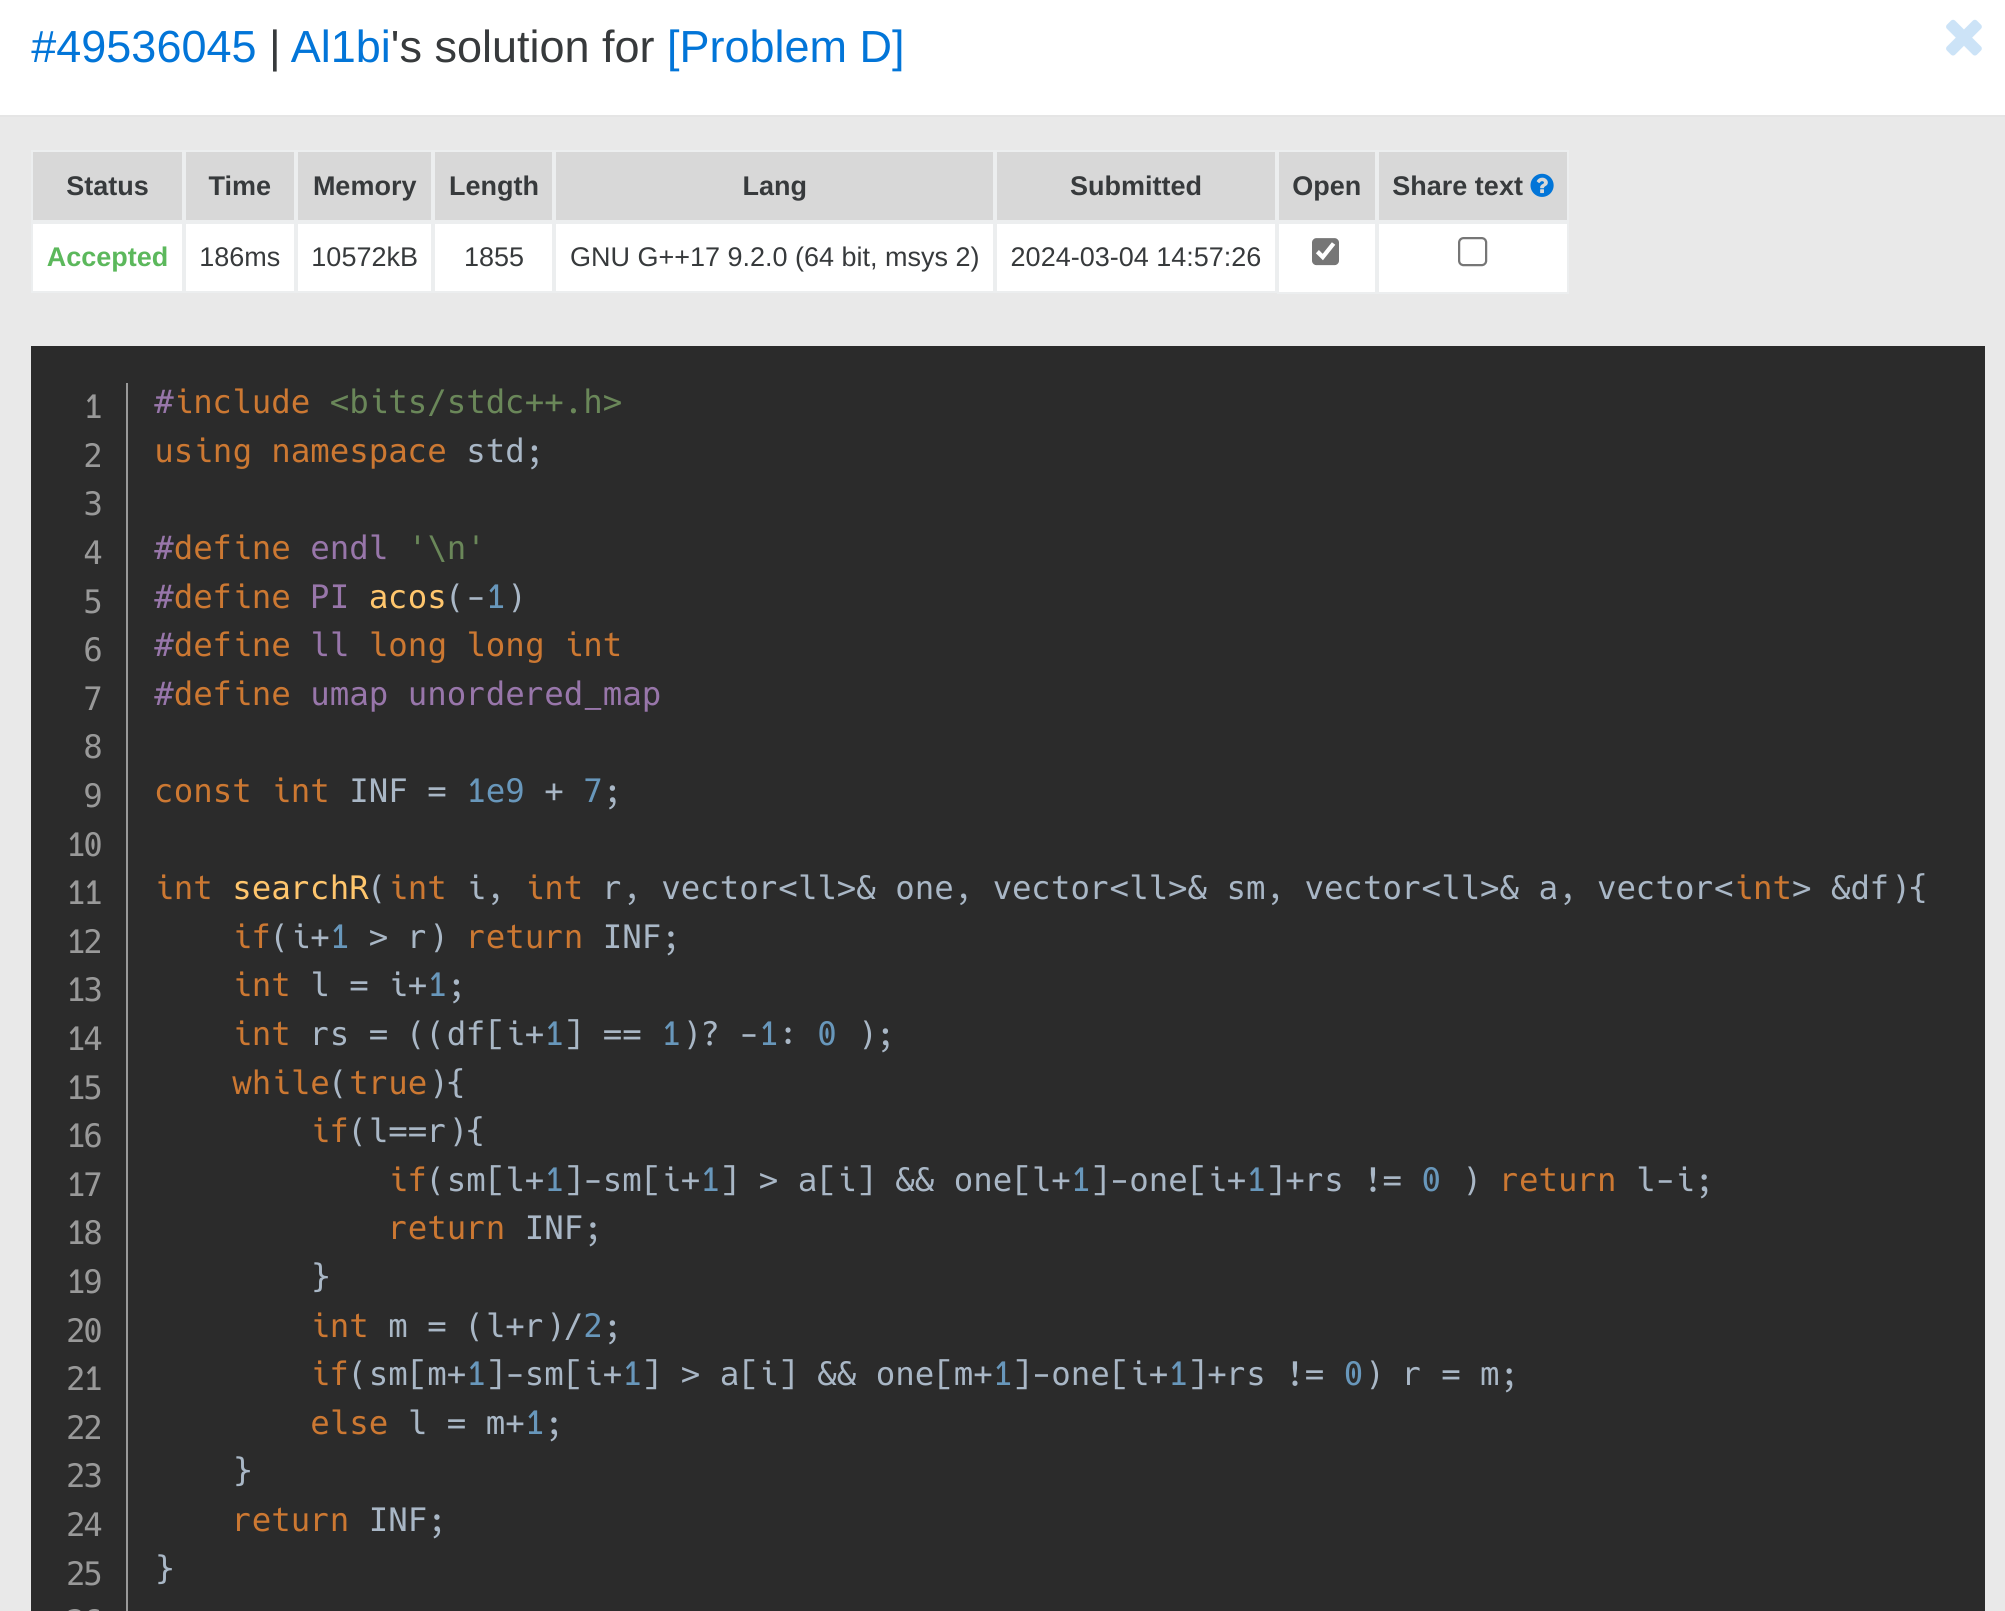 #49536045 | Al1bi's solution for [Problem D]
Status Time Memory Length Lang Submitted Open Share text ?
Accepted 186ms 10572kB 1855 GNU G++17 9.2.0 (64 bit, msys 2) 2024-03-04 14:57:26
1 #include <bits/stdc++.h>
2 using namespace std;
3
4 #define endl '\n'
5 #define PI acos(-1)
6 #define ll long long int
7 #define umap unordered_map
8
9 const int INF = 1e9 + 7;
10
11 int searchR(int i, int r, vector<ll>& one, vector<ll>& sm, vector<ll>& a, vector<int> &df){
12     if(i+1 > r) return INF;
13     int l = i+1;
14     int rs = ((df[i+1] == 1)? -1: 0 );
15     while(true){
16         if(l==r){
17             if(sm[l+1]-sm[i+1] > a[i] && one[l+1]-one[i+1]+rs != 0 ) return l-i;
18             return INF;
19         }
20         int m = (l+r)/2;
21         if(sm[m+1]-sm[i+1] > a[i] && one[m+1]-one[i+1]+rs != 0) r = m;
22         else l = m+1;
23     }
24     return INF;
25 }